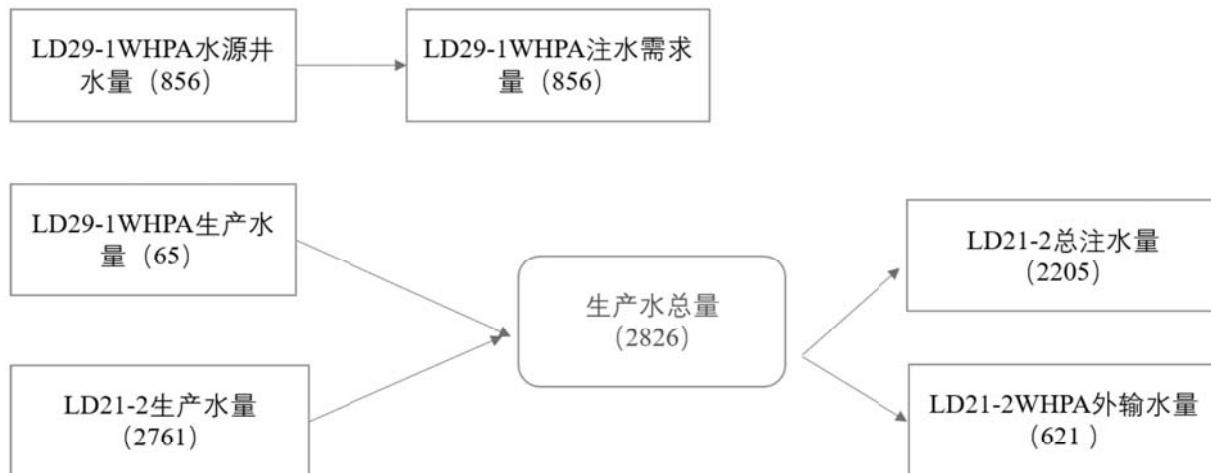 LD29-1WHPA水源井
水量（856）
LD29-1WHPA注水需求
量（856）
LD29-1WHPA生产水
量（65）
LD21-2生产水量
（2761）
生产水总量
（2826）
LD21-2总注水量
（2205）
LD21-2WHPA外输水量
（621 ）